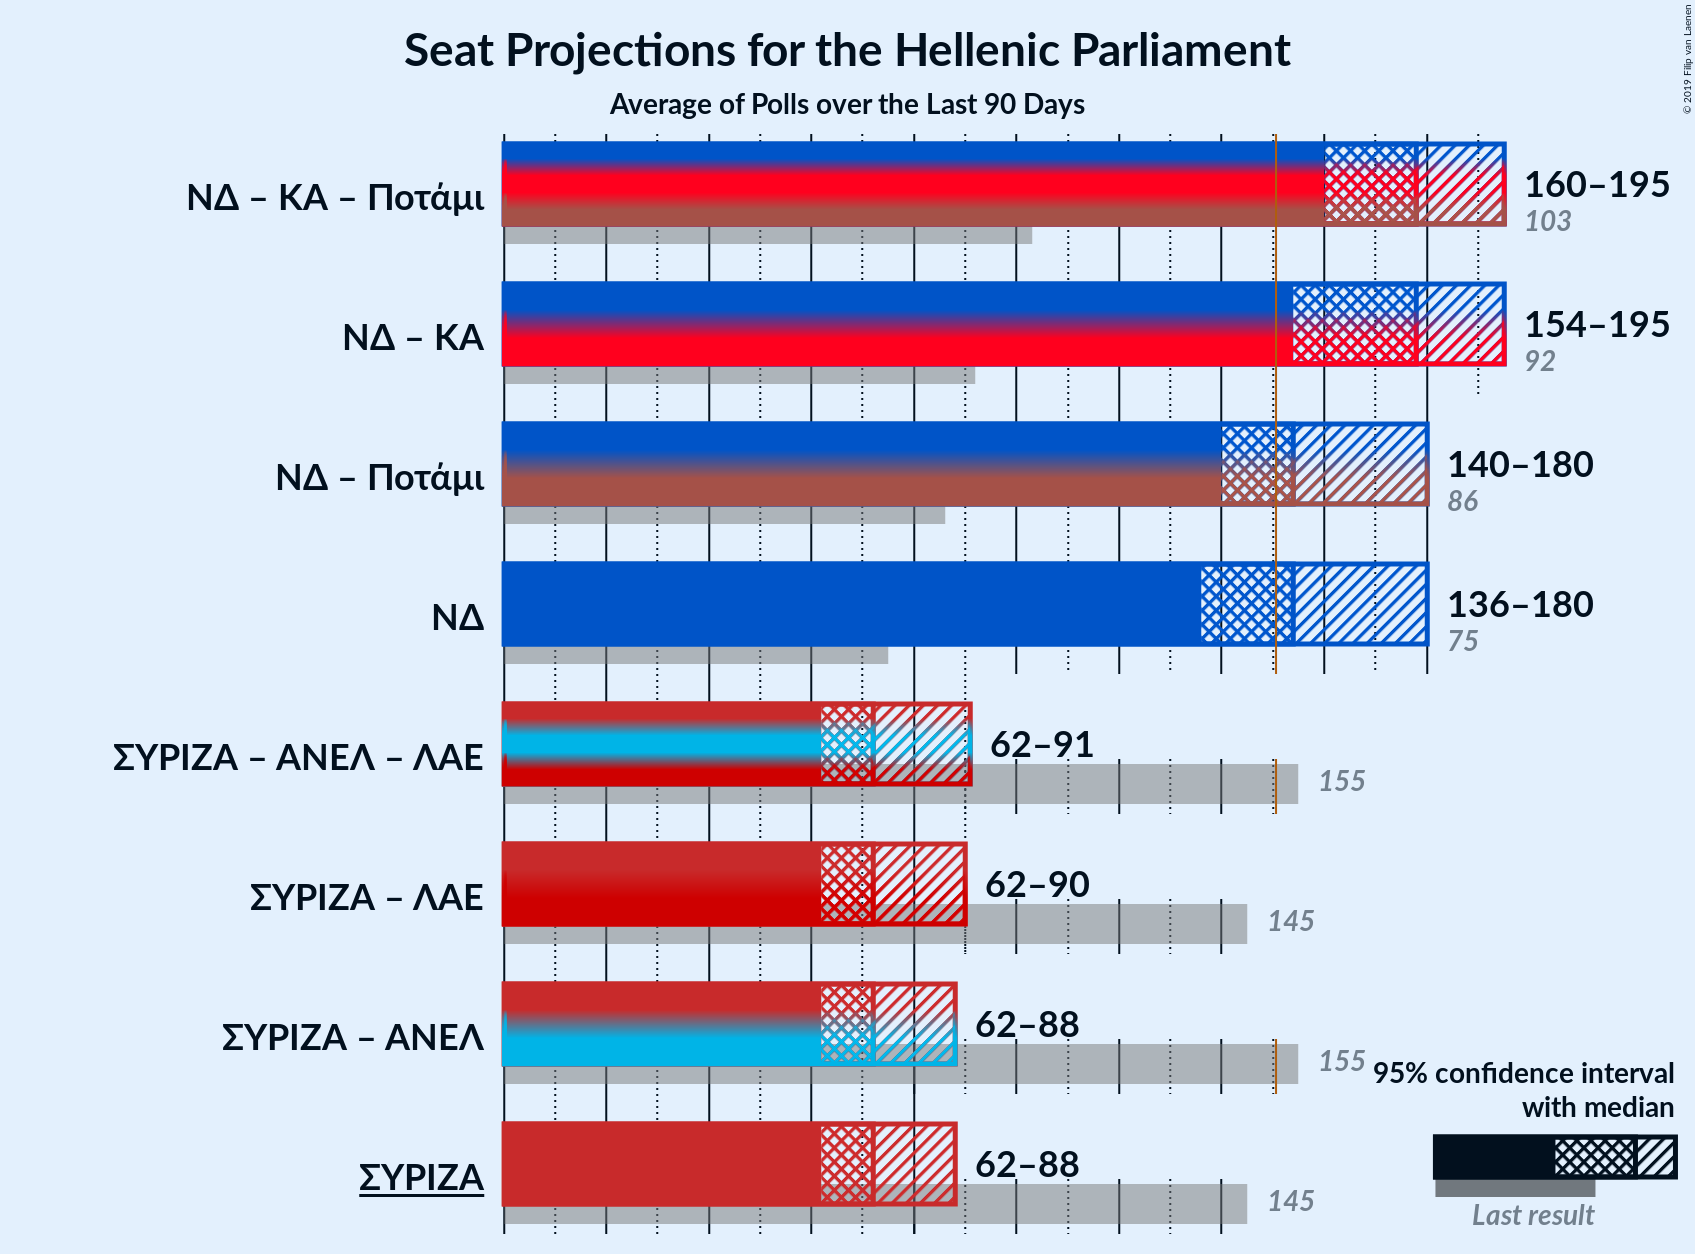 Seat Projections for the Hellenic Parliament
Average of Polls over the Last 90 Days
© 2019 Filip van Laenen
ΝΔ – ΚΑ – Ποτάμι
160–195
103
ΝΔ – ΚΑ
154–195
92
ΝΔ – Ποτάμι
140–180
86
ΝΔ
136–180
75
ΣΥΡΙΖΑ – ΑΝΕΛ – ΛΑΕ
62–91
155
ΣΥΡΙΖΑ – ΛΑΕ
62–90
145
ΣΥΡΙΖΑ – ΑΝΕΛ
62–88
155
ΣΥΡΙΖΑ
62–88
145
95% confidence interval
with median
Last result